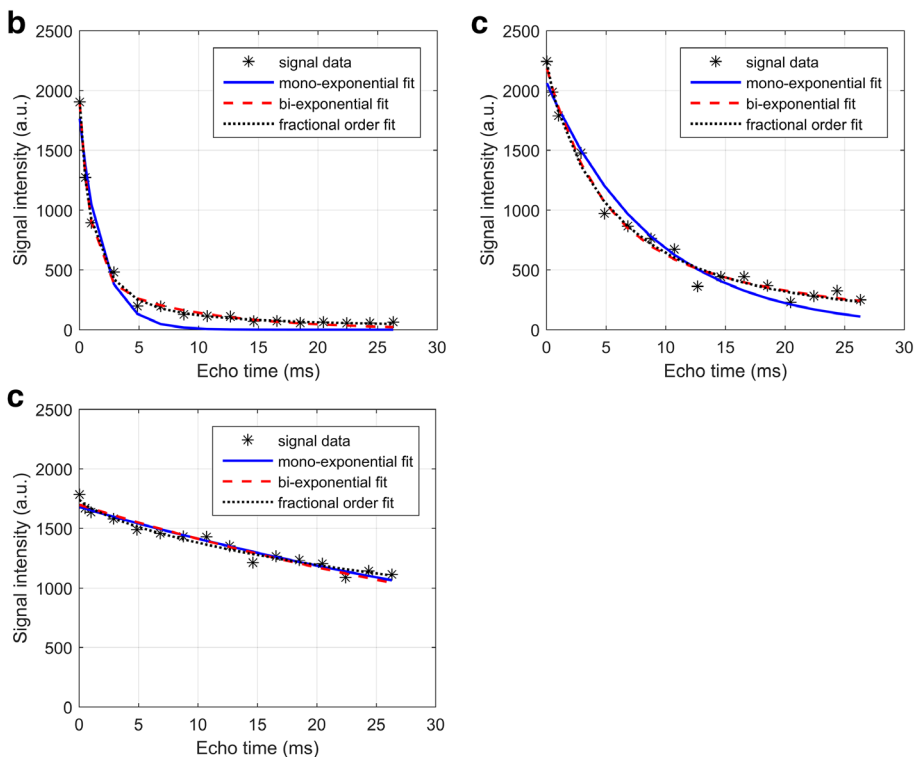 b
2500
2000
1500
1000
500
0
Signal intensity (a.u.)
signal data
mono-exponential fit
bi-exponential fit
fractional order fit
0 5 10 15 20 25 30
Echo time (ms)
c
2500
2000
1500
1000
500
0
Signal intensity (a.u.)
signal data
mono-exponential fit
bi-exponential fit
fractional order fit
0 5 10 15 20 25 30
Echo time (ms)
c
2500
2000
1500
1000
500
0
Signal intensity (a.u.)
signal data
mono-exponential fit
bi-exponential fit
fractional order fit
0 5 10 15 20 25 30
Echo time (ms)